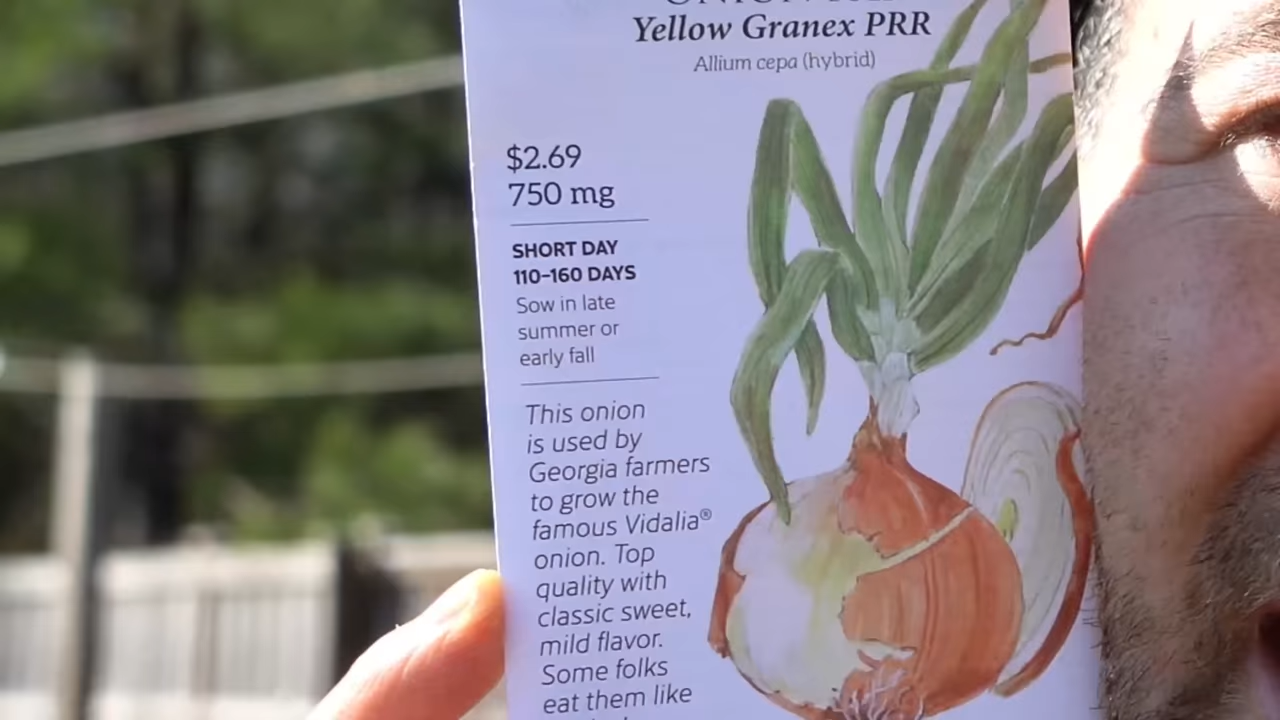 ONION
Yellow Granex PRR
Allium cepa (hybrid)
$2.69
750 mg
SHORT DAY
110–160 DAYS
Sow in late
summer or
early fall
This onion
is used by
Georgia farmers
to grow the
famous Vidalia®
onion. Top
quality with
classic sweet,
mild flavor.
Some folks
eat them like